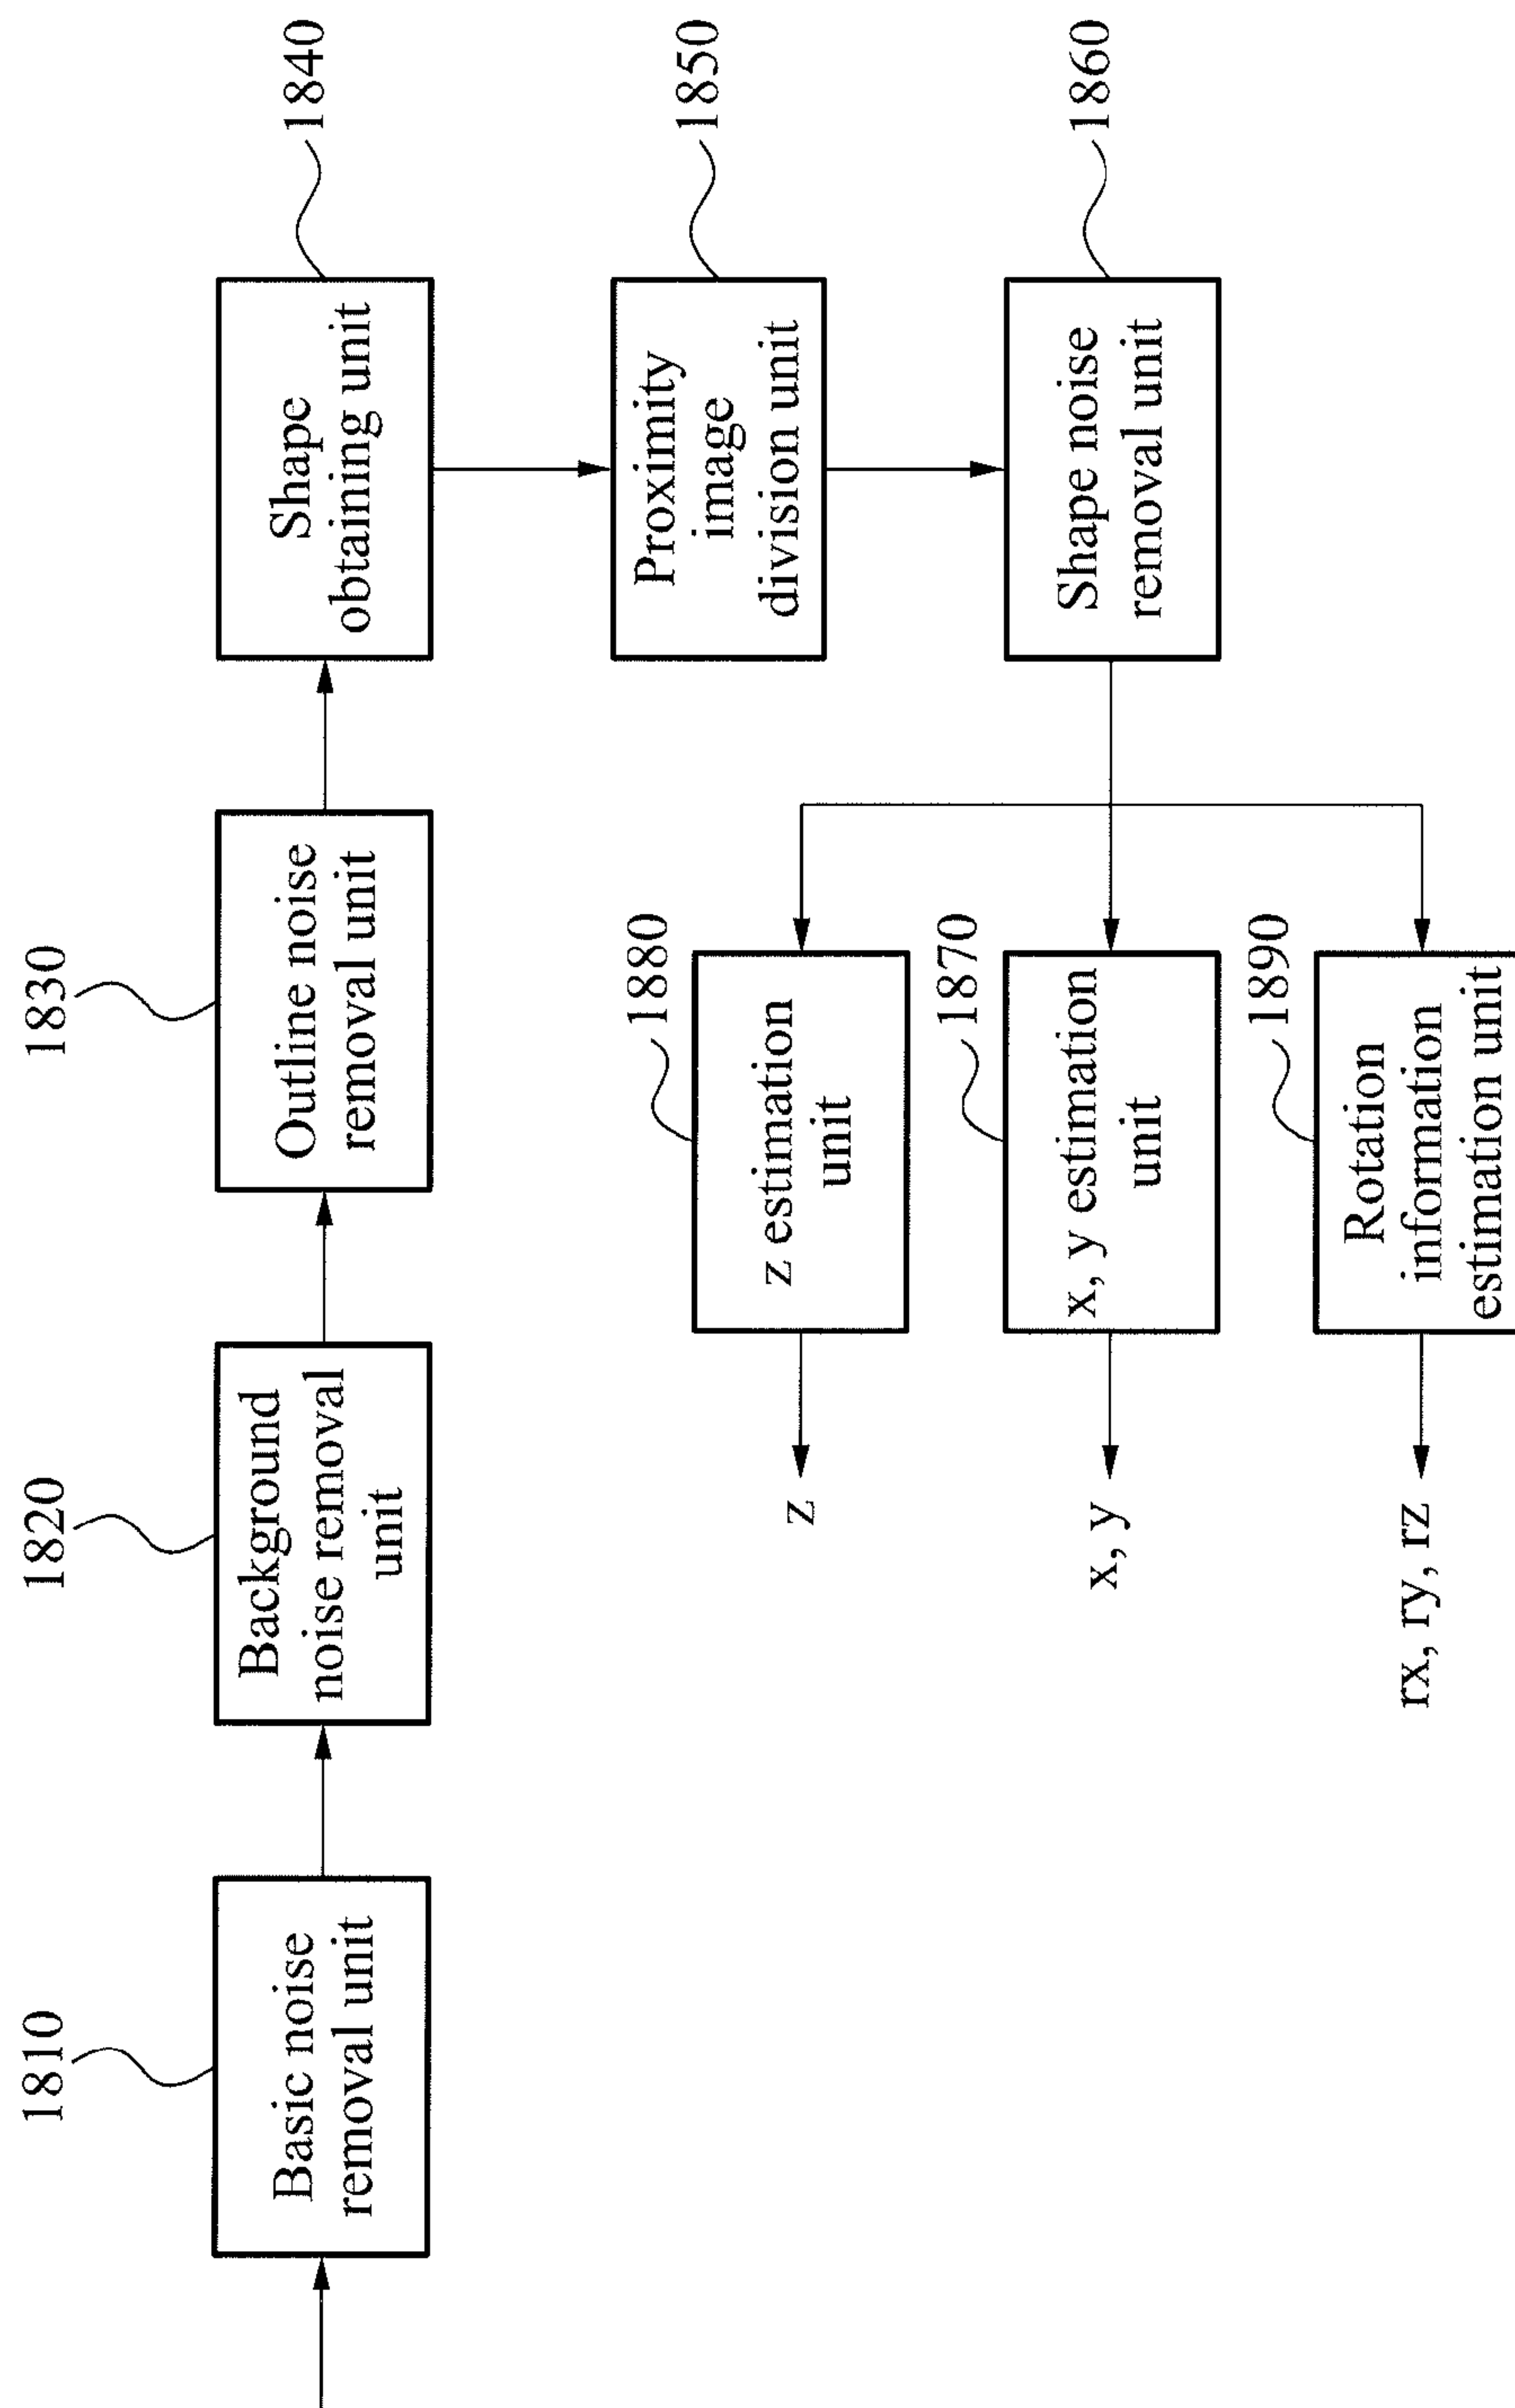 1810
Basic noise
removal unit
1820
Background
noise removal
unit
1830
Outline noise
removal unit
1840
Shape
obtaining unit
1850
Proximity
image
division unit
1860
Shape noise
removal unit
1880
z estimation
unit
z
1870
x, y estimation
unit
x, y
1890
Rotation
information
estimation unit
rx, ry, rz